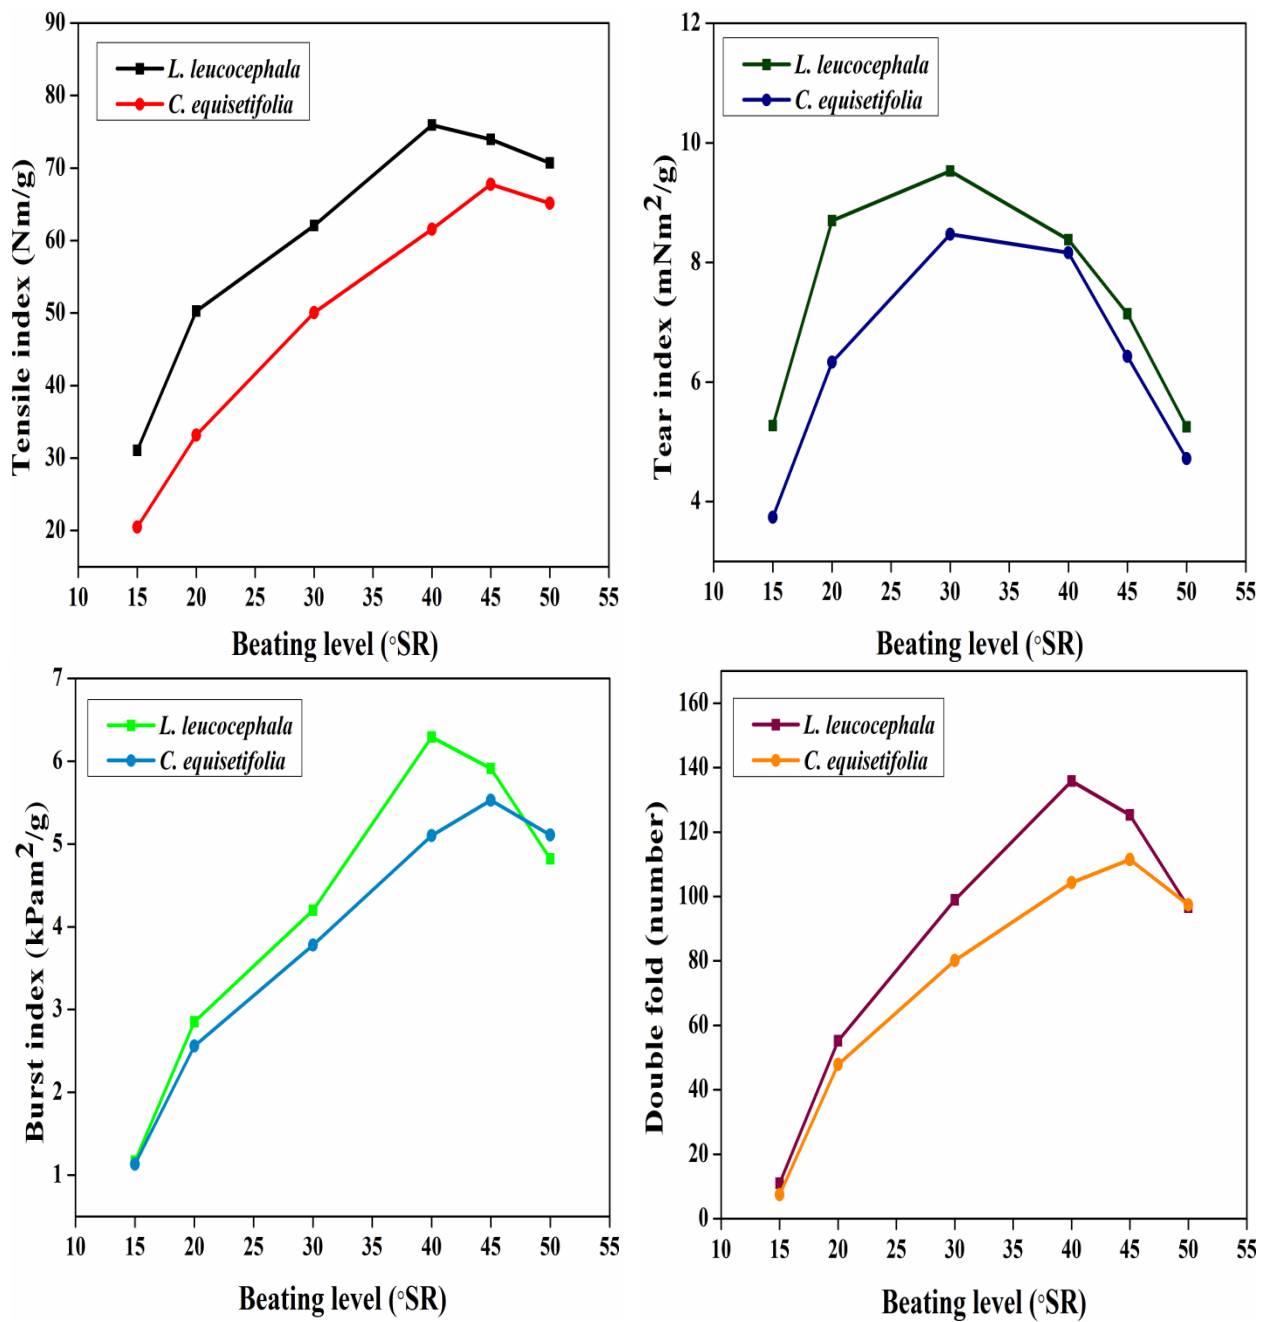 L. leucocephala
C. equisetifolia
Tensile index (Nm/g)
90
80
70
60
50
40
30
20
10 15 20 25 30 35 40 45 50 55
Beating level (°SR)
L. leucocephala
C. equisetifolia
Tear index (mNm²/g)
12
10
8
6
4
10 15 20 25 30 35 40 45 50 55
Beating level (°SR)
L. leucocephala
C. equisetifolia
Burst index (kPam²/g)
7
6
5
4
3
2
1
10 15 20 25 30 35 40 45 50 55
Beating level (°SR)
L. leucocephala
C. equisetifolia
Double fold (number)
160
140
120
100
80
60
40
20
0
10 15 20 25 30 35 40 45 50 55
Beating level (°SR)